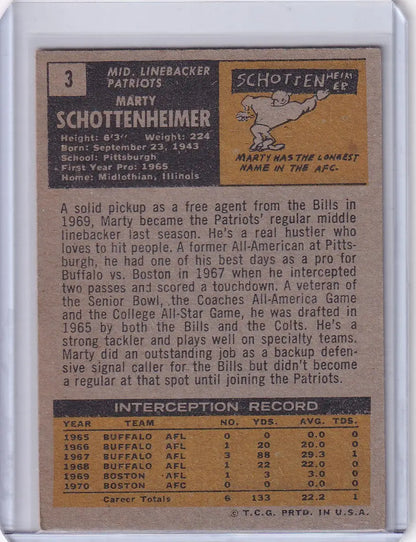 3
MID. LINEBACKER
PATRIOTS
MARTY
SCHOTTENHEIMER
Height: 6'3" Weight: 224
Born: September 23, 1943
School: Pittsburgh
First Year Pro: 1965
Home: Midlothian, Illinois
SCHOTTENHEIM
ER
MARTY HAS THE LONGEST
NAME IN THE AFC.
A solid pickup as a free agent from the Bills in
1969, Marty became the Patriots' regular middle
linebacker last season. He's a real hustler who
loves to hit people. A former All-American at Pitts-
burgh, he had one of his best days as a pro for
Buffalo vs. Boston in 1967 when he intercepted
two passes and scored a touchdown. A veteran of
the Senior Bowl, the Coaches All-America Game
and the College All-Star Game, he was drafted in
1965 by both the Bills and the Colts. He's a
strong tackler and plays well on specialty teams.
Marty did an outstanding job as a backup defen-
sive signal caller for the Bills but didn't become
a regular at that spot until joining the Patriots.
INTERCEPTION RECORD
YEAR TEAM NO. YDS. AVG. TDS.
1965 BUFFALO AFL 0 0 0.0 0
1966 BUFFALO AFL 1 20 20.0 0
1967 BUFFALO AFL 3 88 29.3 1
1968 BUFFALO AFL 1 22 22.0 0
1969 BOSTON AFL 1 3 3.0 0
1970 BOSTON AFC 0 0 0.0 0
Career Totals 6 133 22.2 1
© T.C.G. PRTD. IN U.S.A.